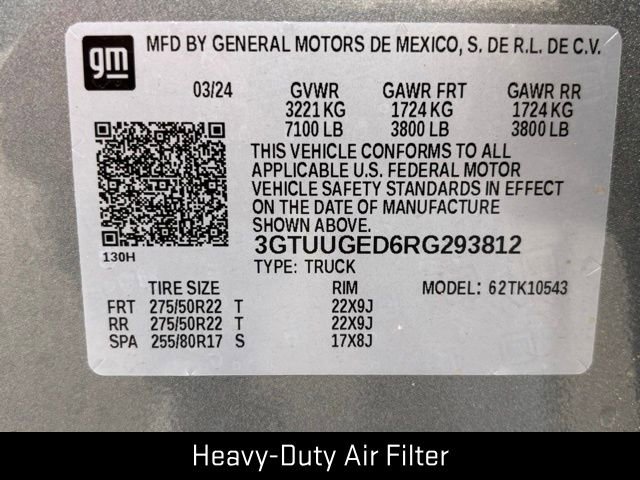 gm MFD BY GENERAL MOTORS DE MEXICO, S. DE R.L. DE C.V.
03/24 GVWR GAWR FRT GAWR RR
3221 KG 1724 KG 1724 KG
7100 LB 3800 LB 3800 LB
THIS VEHICLE CONFORMS TO ALL
APPLICABLE U.S. FEDERAL MOTOR
VEHICLE SAFETY STANDARDS IN EFFECT
ON THE DATE OF MANUFACTURE
SHOWN ABOVE.
3GTUUGED6RG293812
130H
TYPE: TRUCK
TIRE SIZE RIM MODEL: 62TK10543
FRT 275/50R22 T 22X9J
RR 275/50R22 T 22X9J
SPA 255/80R17 S 17X8J
Heavy-Duty Air Filter